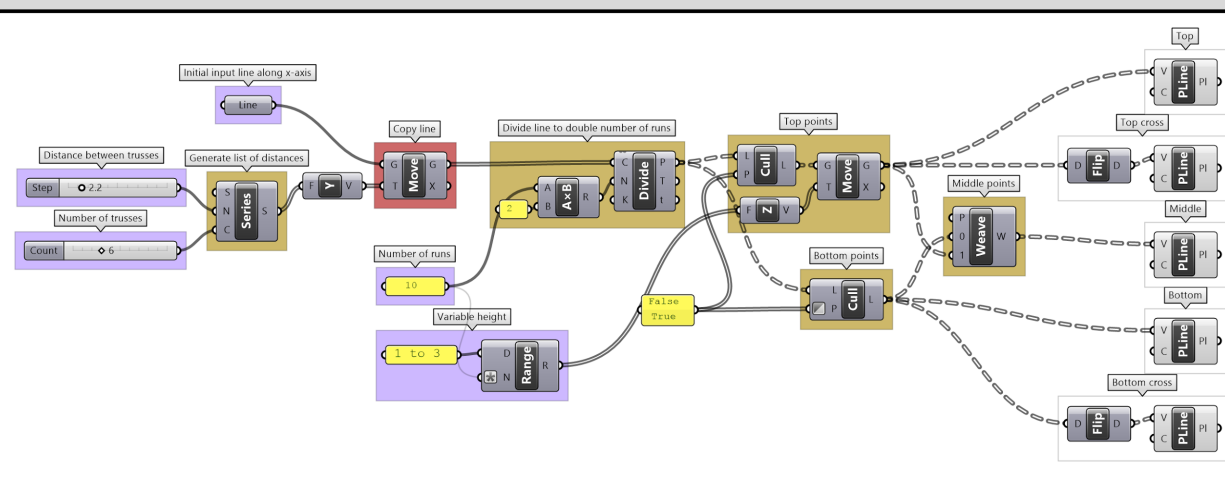 Initial input line along x-axis
Line
Distance between trusses
Step
2.2
Number of trusses
Count
6
Generate list of distances
S
N
C
Series
S
F
Y
V
Copy line
G
T
Move
G
X
Divide line to double number of runs
2
A
B
A×B
R
C
N
K
Divide
P
T
t
Number of runs
10
Variable height
1 to 3
D
N
Range
R
False
True
Top points
L
P
Cull
L
F
Z
V
G
T
Move
G
X
Bottom points
L
P
Cull
L
Middle points
P
0
1
Weave
W
Top
V
C
PLine
Pl
Top cross
D
Flip
D
V
C
PLine
Pl
Middle
V
C
PLine
Pl
Bottom
V
C
PLine
Pl
Bottom cross
D
Flip
D
V
C
PLine
Pl